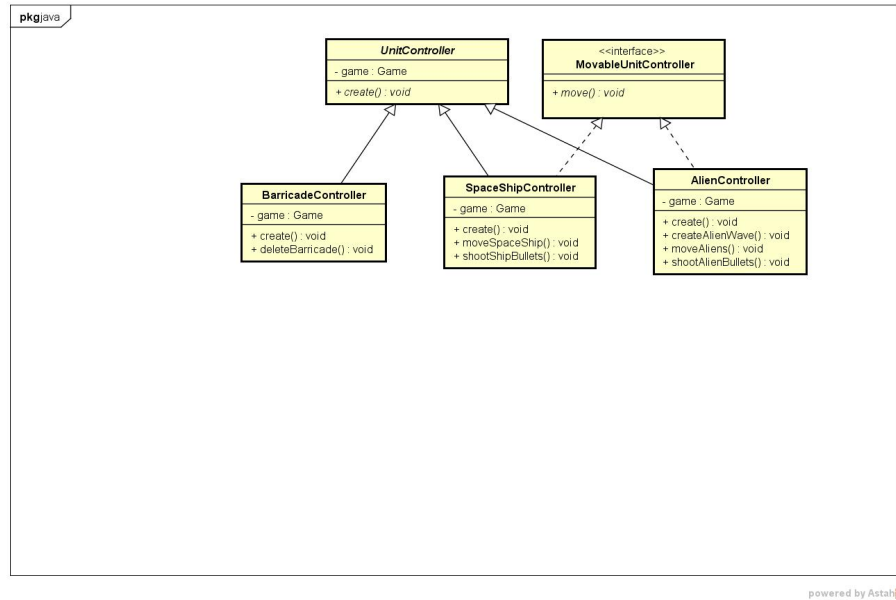 pkg java
UnitController
- game : Game
+ create() : void
<<interface>>
MovableUnitController
+ move() : void
BarricadeController
- game : Game
+ create() : void
+ deleteBarricade() : void
SpaceShipController
- game : Game
+ create() : void
+ moveSpaceShip() : void
+ shootShipBullets() : void
AlienController
- game : Game
+ create() : void
+ createAlienWave() : void
+ moveAliens() : void
+ shootAlienBullets() : void
powered by Astah